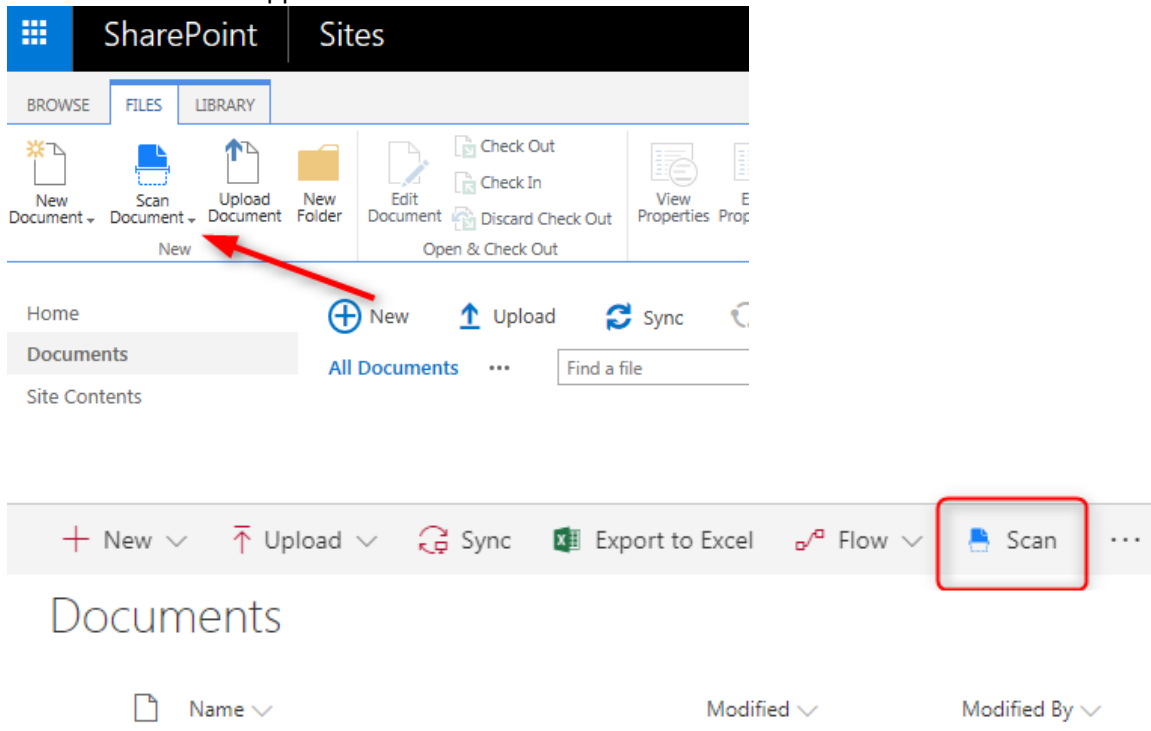 SharePoint Sites
BROWSE FILES LIBRARY
New Document Scan Document Upload Document New Folder Edit Document Check Out Check In Discard Check Out View Properties
New Open & Check Out
Home
Documents
Site Contents
New Upload Sync
All Documents ... Find a file
+ New Upload Sync Export to Excel Flow Scan ...
Documents
Name Modified Modified By